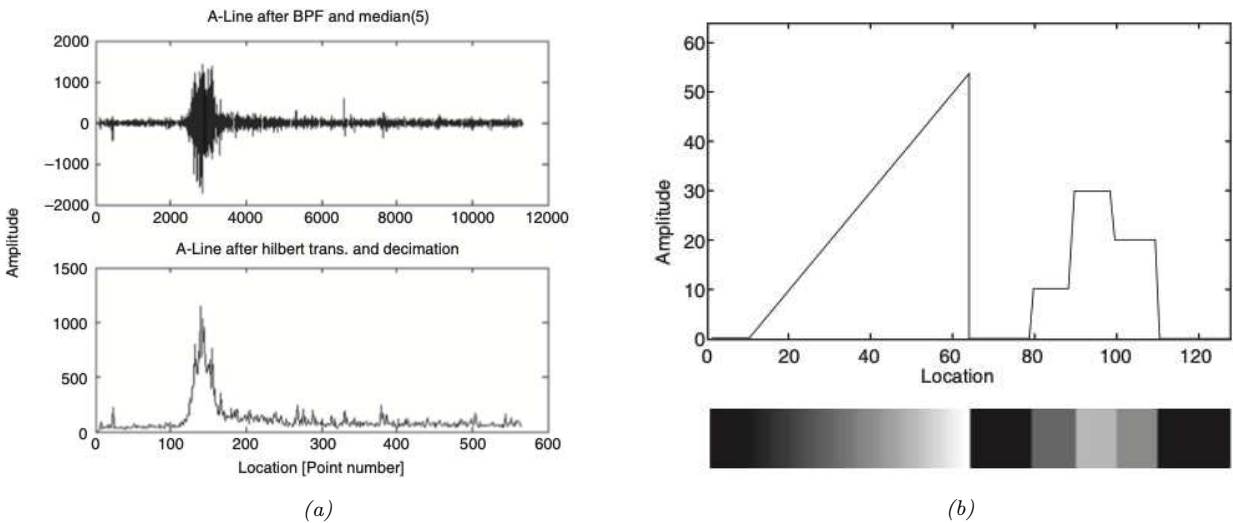 A-Line after BPF and median(5)
2000
1000
0
–1000
–2000
0 2000 4000 6000 8000 10000 12000
A-Line after hilbert trans. and decimation
1500
1000
500
0
0 100 200 300 400 500 600
Location [Point number]
Amplitude
(a)
60
50
40
30
20
10
0
0 20 40 60 80 100 120
Location
Amplitude
(b)